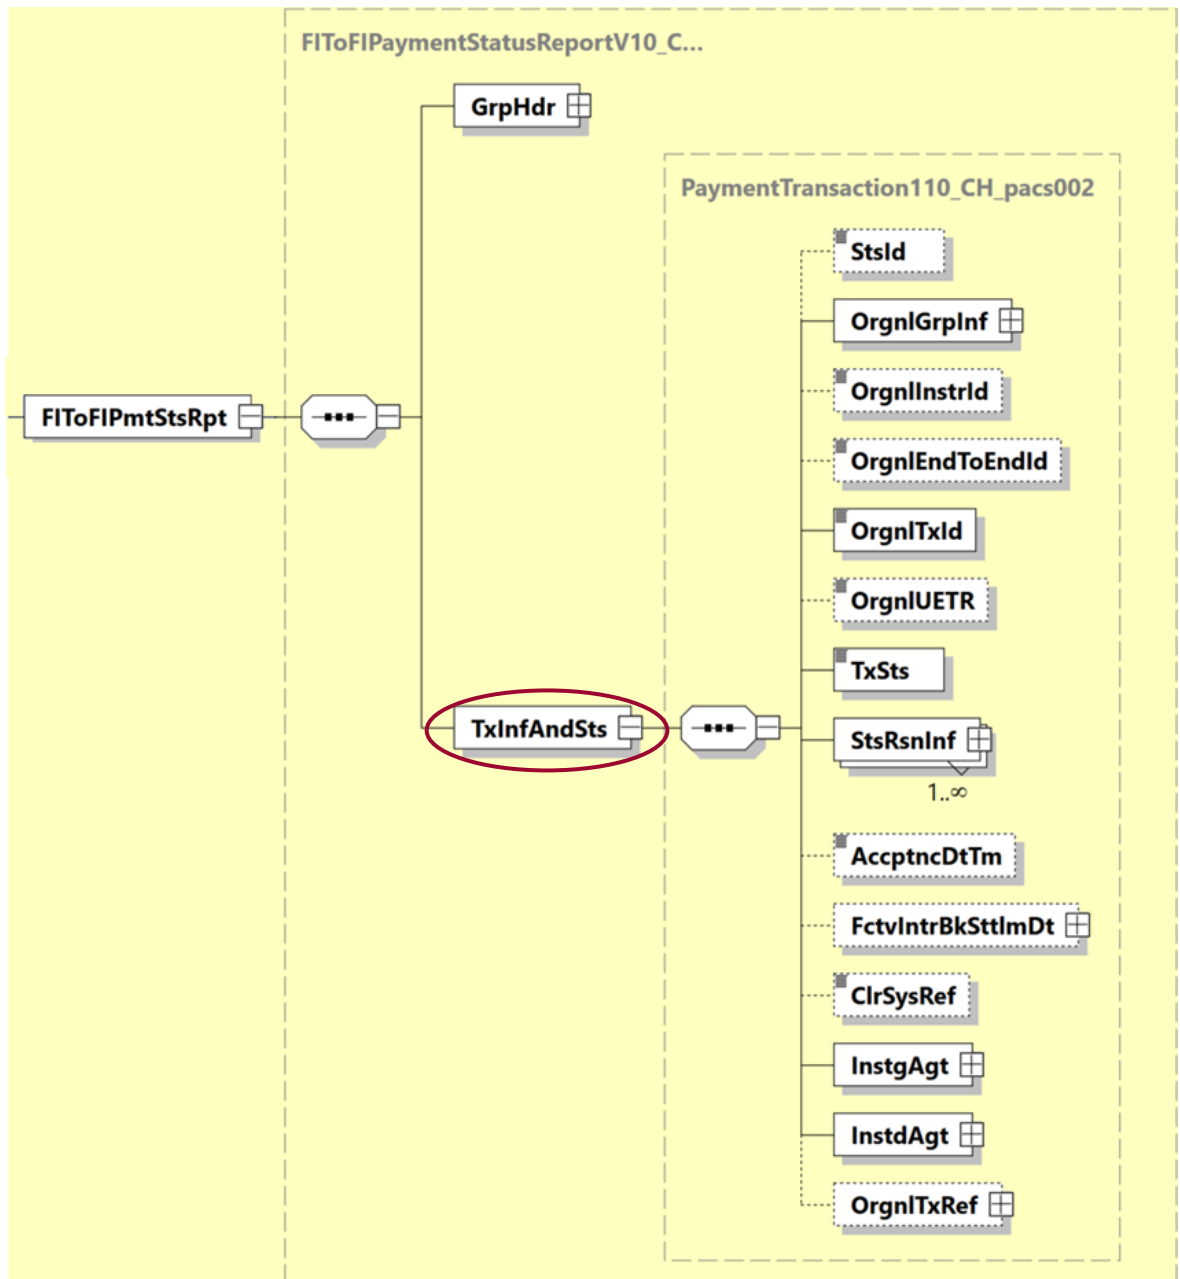 FIToFIPaymentStatusReportV10_C...
GrpHdr
PaymentTransaction110_CH_pacs002
StsId
OrgnlGrpInf
OrgnlInstrId
FIToFIPmtStsRpt
OrgnlEndToEndId
OrgnlTxId
OrgnlUETR
TxSts
TxInfAndSts
StsRsnInf
1..∞
AccptncDtTm
FctvIntrBkSttlmDt
ClrSysRef
InstgAgt
InstdAgt
OrgnlTxRef